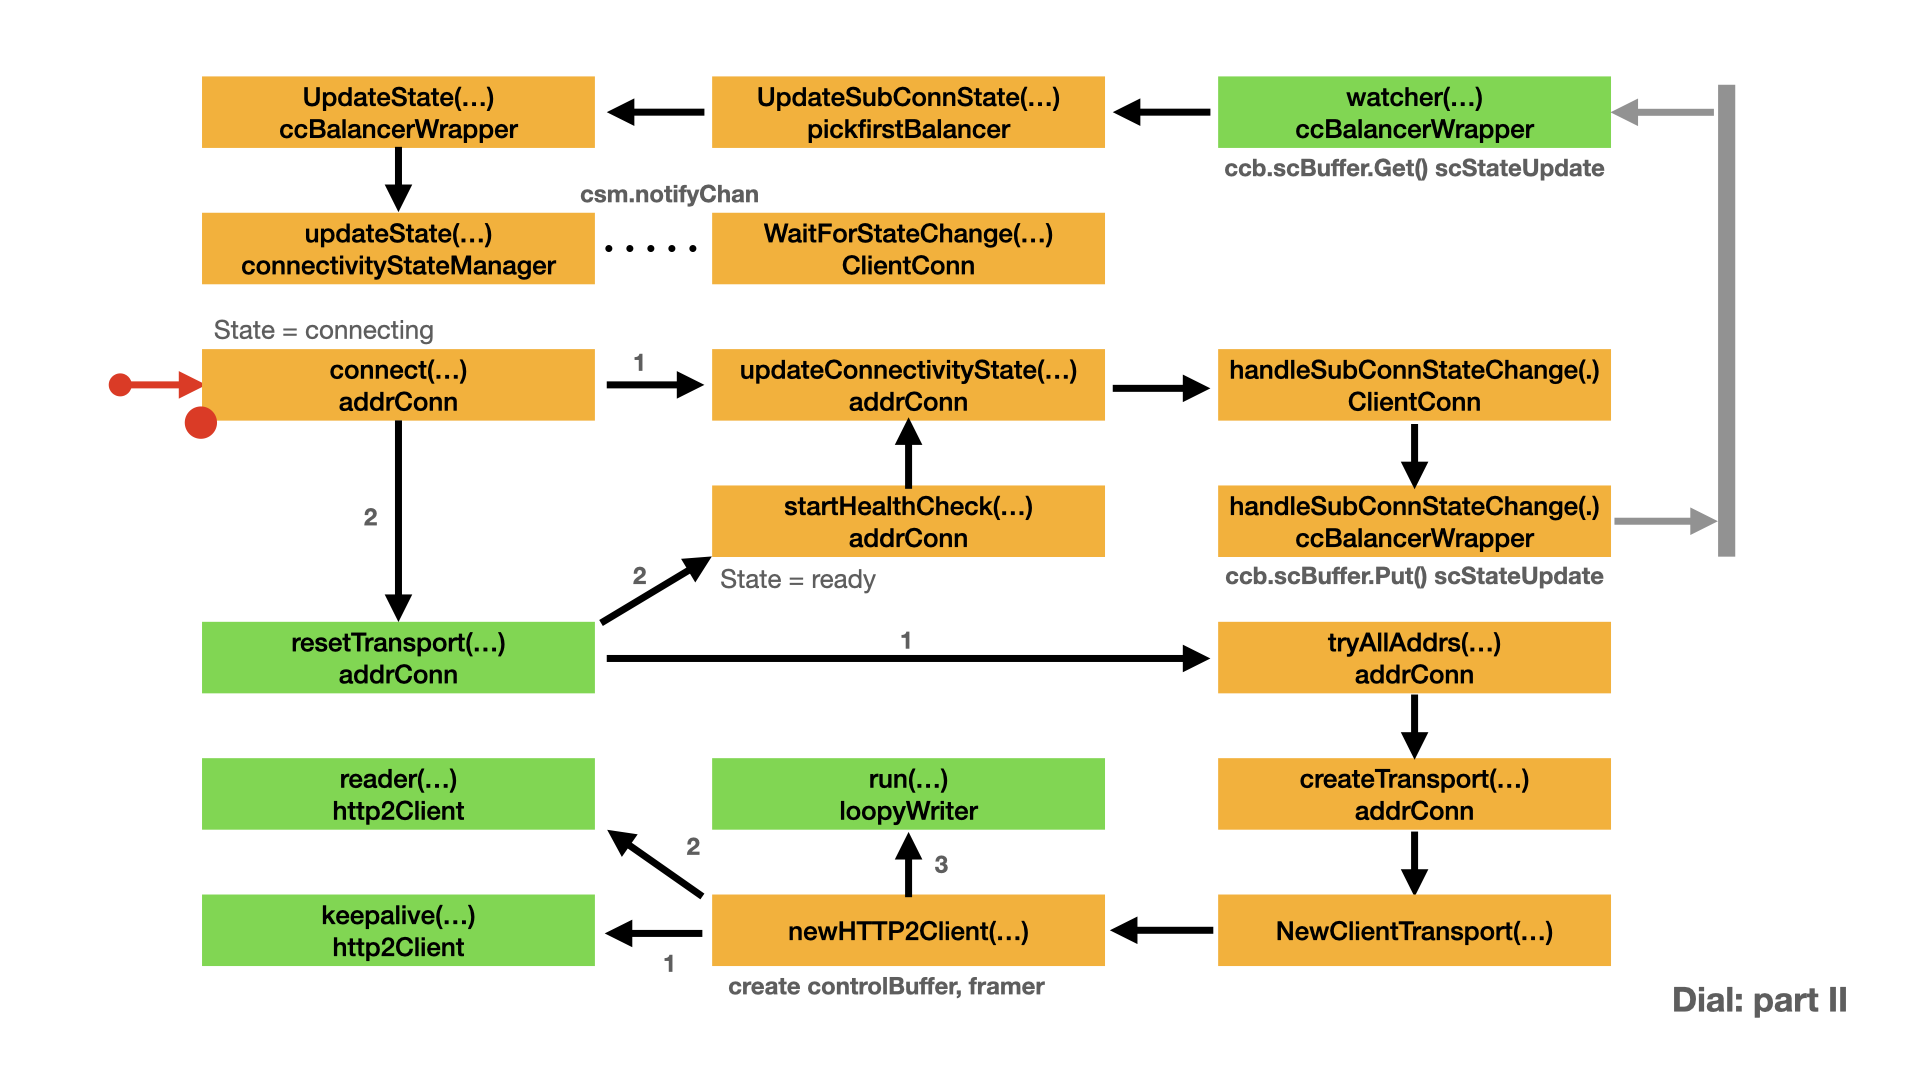 UpdateState(…)
ccBalancerWrapper
UpdateSubConnState(…)
pickfirstBalancer
watcher(…)
ccBalancerWrapper
ccb.scBuffer.Get() scStateUpdate
csm.notifyChan
updateState(…)
connectivityStateManager
WaitForStateChange(…)
ClientConn
State = connecting
connect(…)
addrConn
1
updateConnectivityState(…)
addrConn
handleSubConnStateChange(.)
ClientConn
2
startHealthCheck(…)
addrConn
handleSubConnStateChange(.)
ccBalancerWrapper
2
State = ready
ccb.scBuffer.Put() scStateUpdate
resetTransport(…)
addrConn
1
tryAllAddrs(…)
addrConn
reader(…)
http2Client
run(…)
loopyWriter
createTransport(…)
addrConn
2
3
keepalive(…)
http2Client
1
newHTTP2Client(…)
NewClientTransport(…)
create controlBuffer, framer
Dial: part II